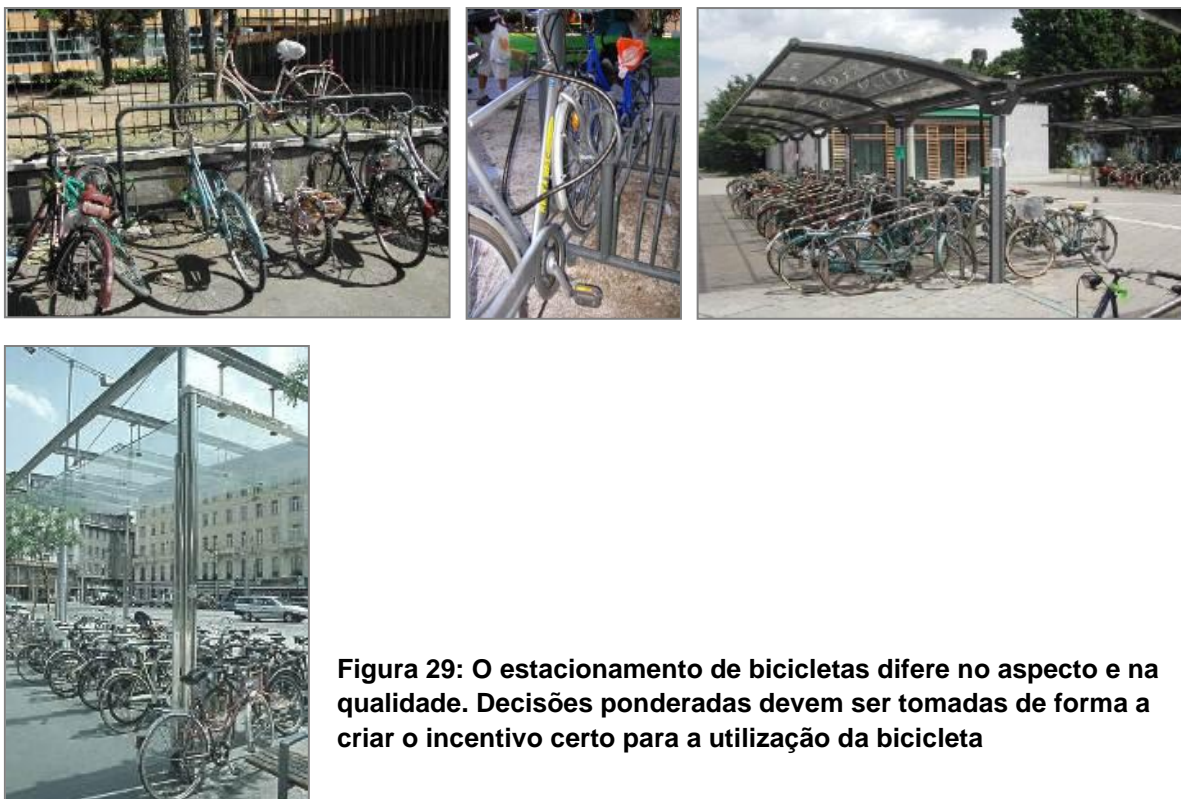 Figura 29: O estacionamento de bicicletas difere no aspecto e na
qualidade. Decisões ponderadas devem ser tomadas de forma a
criar o incentivo certo para a utilização da bicicleta